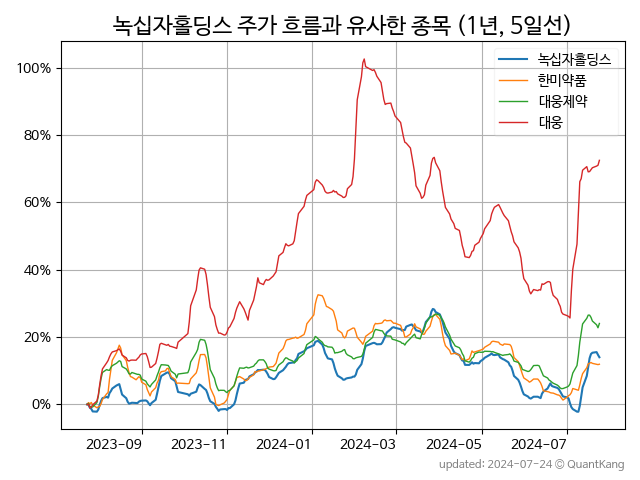 녹십자홀딩스 주가 흐름과 유사한 종목 (1년, 5일선)
녹십자홀딩스
한미약품
대웅제약
대웅
100%
80%
60%
40%
20%
0%
2023-09 2023-11 2024-01 2024-03 2024-05 2024-07
updated: 2024-07-24 © QuantKang